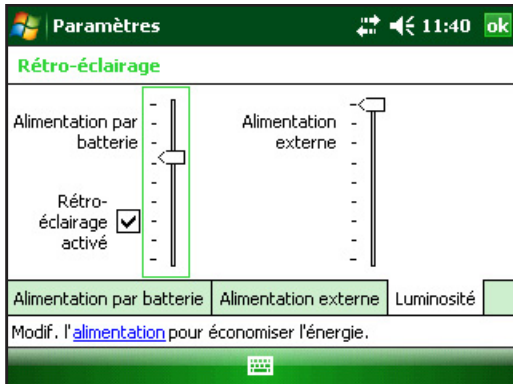 Paramètres 11:40 ok
Rétro-éclairage
Alimentation par
batterie
Rétro-
éclairage
activé
Alimentation
externe
Alimentation par batterie Alimentation externe Luminosité
Modif. l'alimentation pour économiser l'énergie.